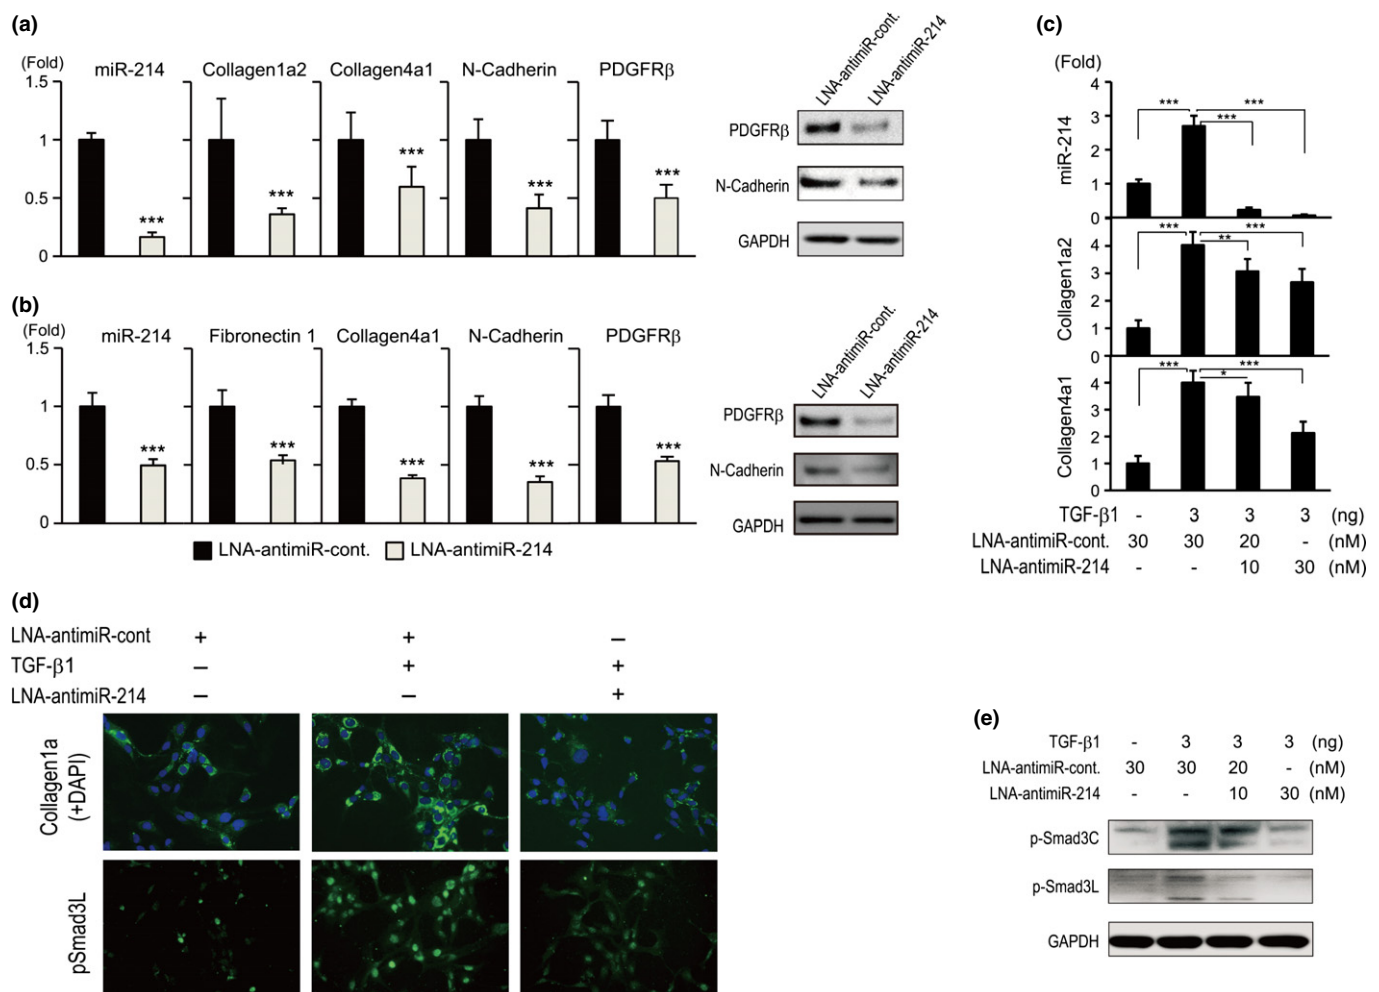 (a)
(Fold)
miR-214 Collagen1a2 Collagen4a1 N-Cadherin PDGFRβ
1.5
1
0.5
0
*** *** *** *** ***
LNA-antimiR-cont.
LNA-antimiR-214
PDGFRβ
N-Cadherin
GAPDH
(b)
(Fold)
miR-214 Fibronectin 1 Collagen4a1 N-Cadherin PDGFRβ
1.5
1
0.5
0
*** *** *** *** ***
LNA-antimiR-cont. LNA-antimiR-214
LNA-antimiR-cont.
LNA-antimiR-214
PDGFRβ
N-Cadherin
GAPDH
(c)
(Fold)
miR-214
4
3
2
1
0
*** *** ***
Collagen1a2
4
3
2
1
0
*** ** ***
Collagen4a1
4
3
2
1
0
*** * ***
TGF-β1 - 3 3 3 (ng)
LNA-antimiR-cont. 30 30 20 - (nM)
LNA-antimiR-214 - - 10 30 (nM)
(d)
LNA-antimiR-cont + + –
TGF-β1 – + +
LNA-antimiR-214 – – +
Collagen1a
(+DAPI)
pSmad3L
(e)
TGF-β1 - 3 3 3 (ng)
LNA-antimiR-cont. 30 30 20 - (nM)
LNA-antimiR-214 - - 10 30 (nM)
p-Smad3C
p-Smad3L
GAPDH